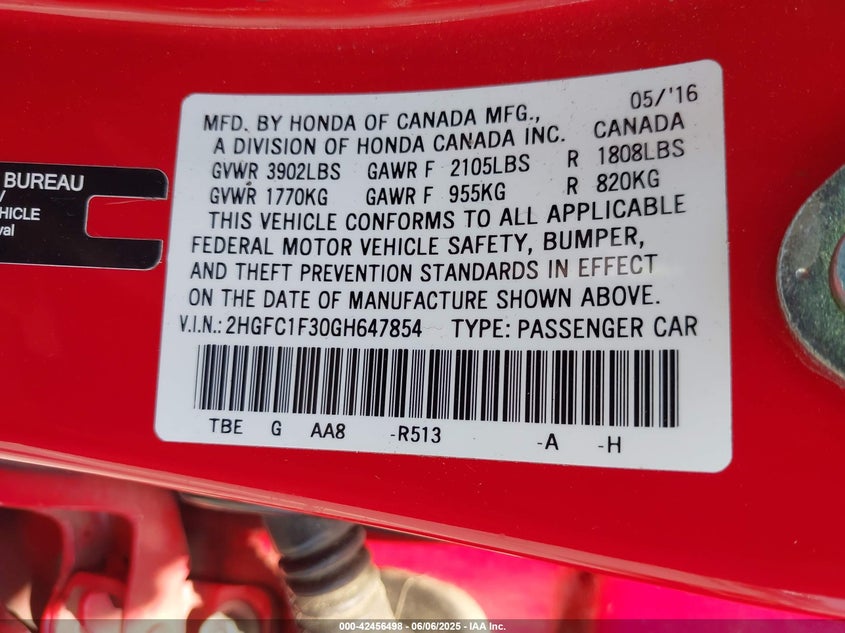 BUREAU
HICLE
val
05/'16
MFD. BY HONDA OF CANADA MFG.,
A DIVISION OF HONDA CANADA INC. CANADA
GVWR 3902LBS GAWR F 2105LBS R 1808LBS
GVWR 1770KG GAWR F 955KG R 820KG
THIS VEHICLE CONFORMS TO ALL APPLICABLE
FEDERAL MOTOR VEHICLE SAFETY, BUMPER,
AND THEFT PREVENTION STANDARDS IN EFFECT
ON THE DATE OF MANUFACTURE SHOWN ABOVE.
V.I.N.: 2HGFC1F30GH647854 TYPE: PASSENGER CAR
TBE G AA8 -R513 -A -H
000-42456498 - 06/06/2025 - IAA Inc.